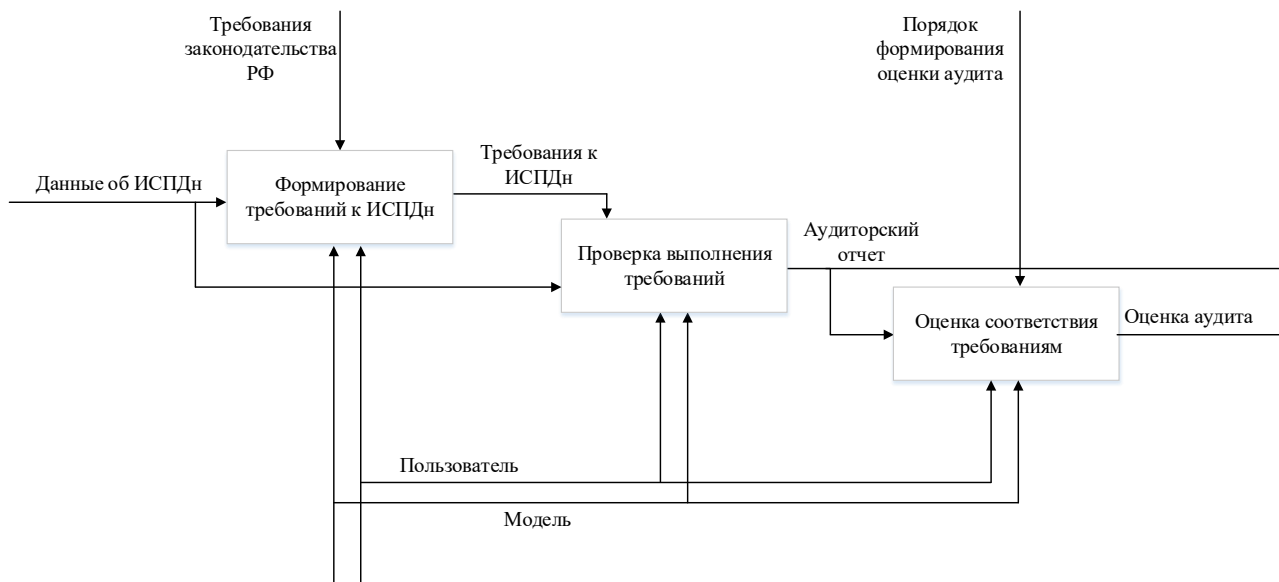 Требования
законодательства
РФ
Порядок
формирования
оценки аудита
Данные об ИСПДн
Формирование
требований к ИСПДн
Требования к
ИСПДн
Проверка выполнения
требований
Аудиторский
отчет
Оценка соответствия
требованиям
Оценка аудита
Пользователь
Модель